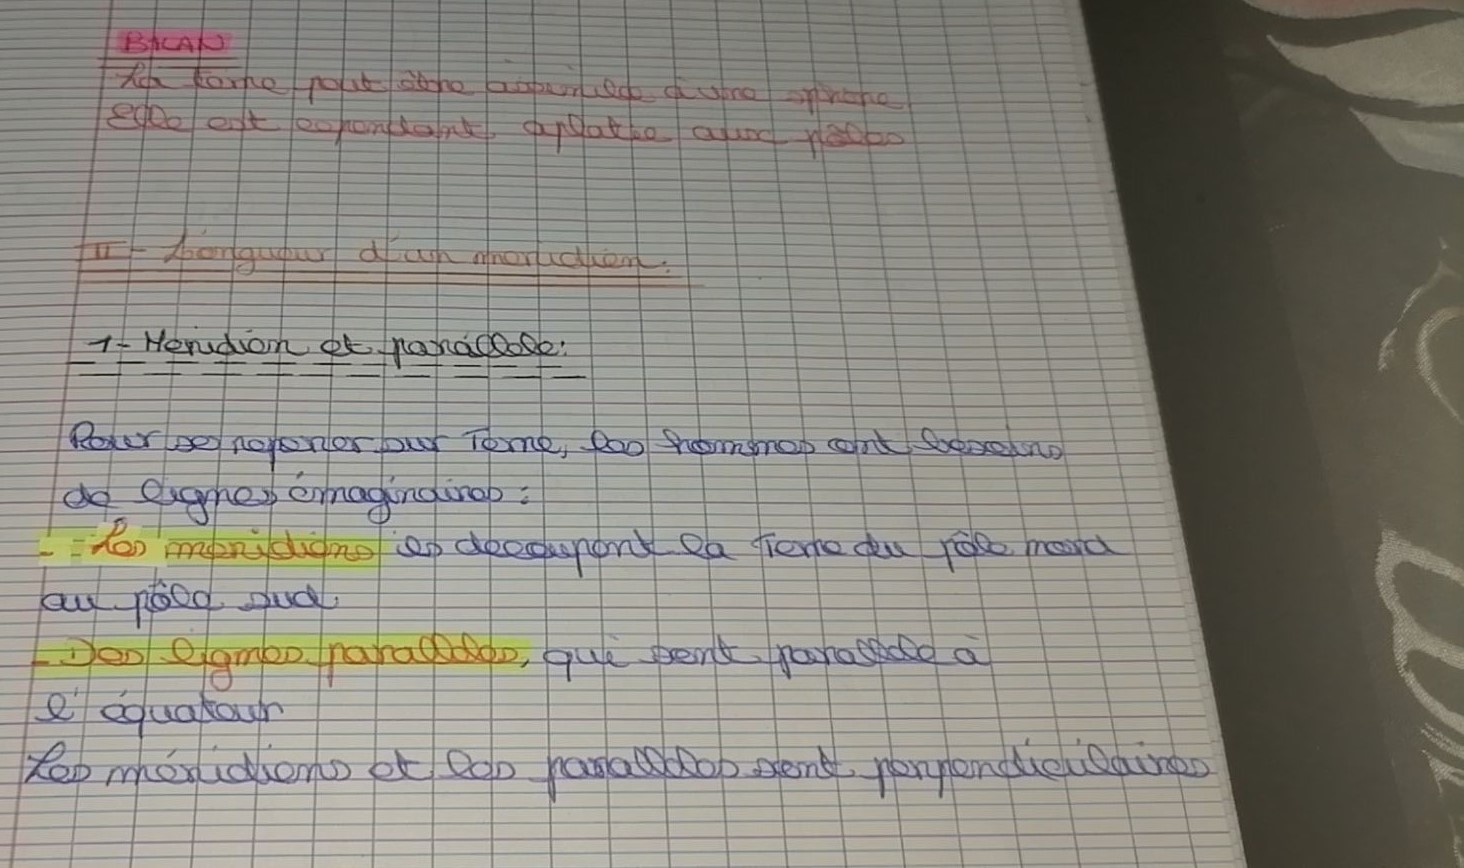 BILAN
La terre peut être assimilée à une sphère
Elle est cependant aplatie aux pôles
II - Longueur d'un méridien.
1- Méridien et parallèle:
Pour se reperer sur Terre, les hommes ont besoins
de lignes imaginaires :
- Les méridiens decoupent la Terre du pôle nord
au pôle sud.
- Des lignes parallèles, qui sont parallèle à
l'équateur
Les méridiens et les parallèles sont perpendiculaires